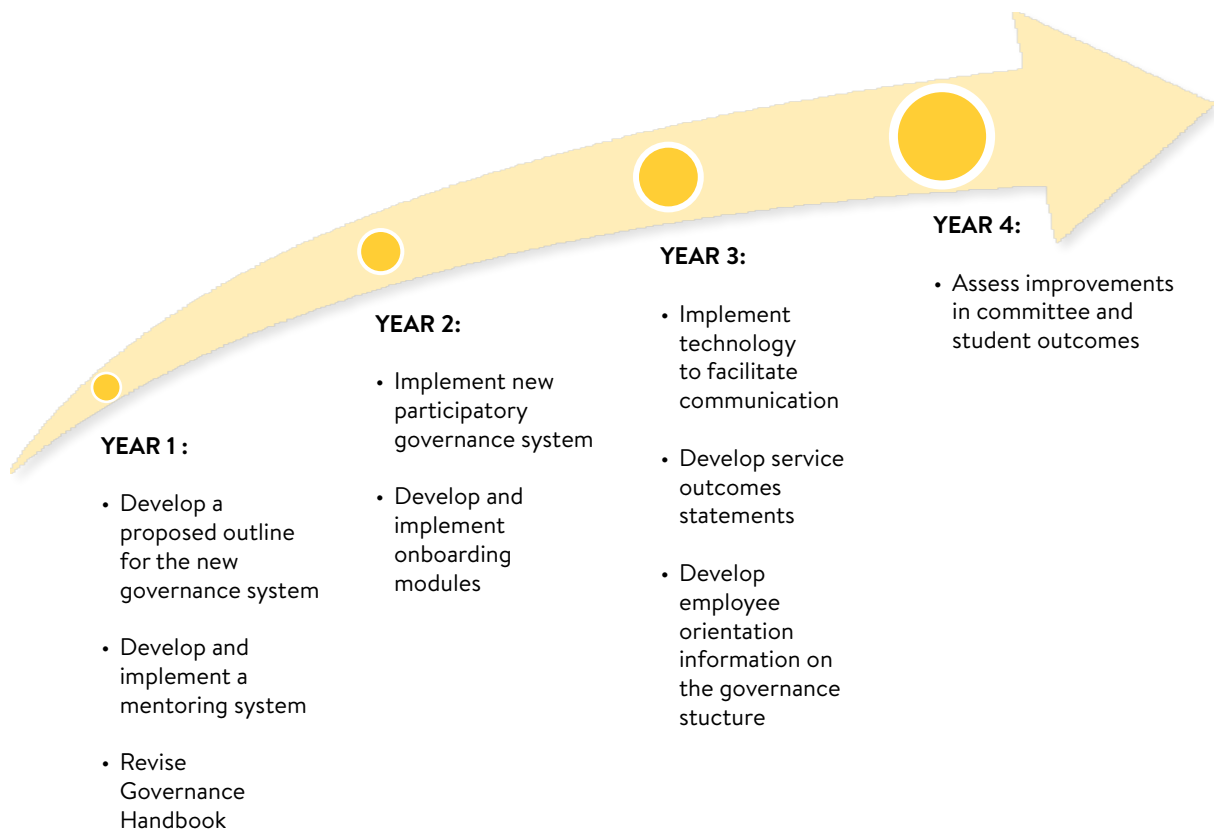 YEAR 1 :
• Develop a
proposed outline
for the new
governance system
• Develop and
implement a
mentoring system
• Revise
Governance
Handbook
YEAR 2:
• Implement new
participatory
governance system
• Develop and
implement
onboarding
modules
YEAR 3:
• Implement
technology
to facilitate
communication
• Develop service
outcomes
statements
• Develop
employee
orientation
information on
the governance
stucture
YEAR 4:
• Assess improvements
in committee and
student outcomes